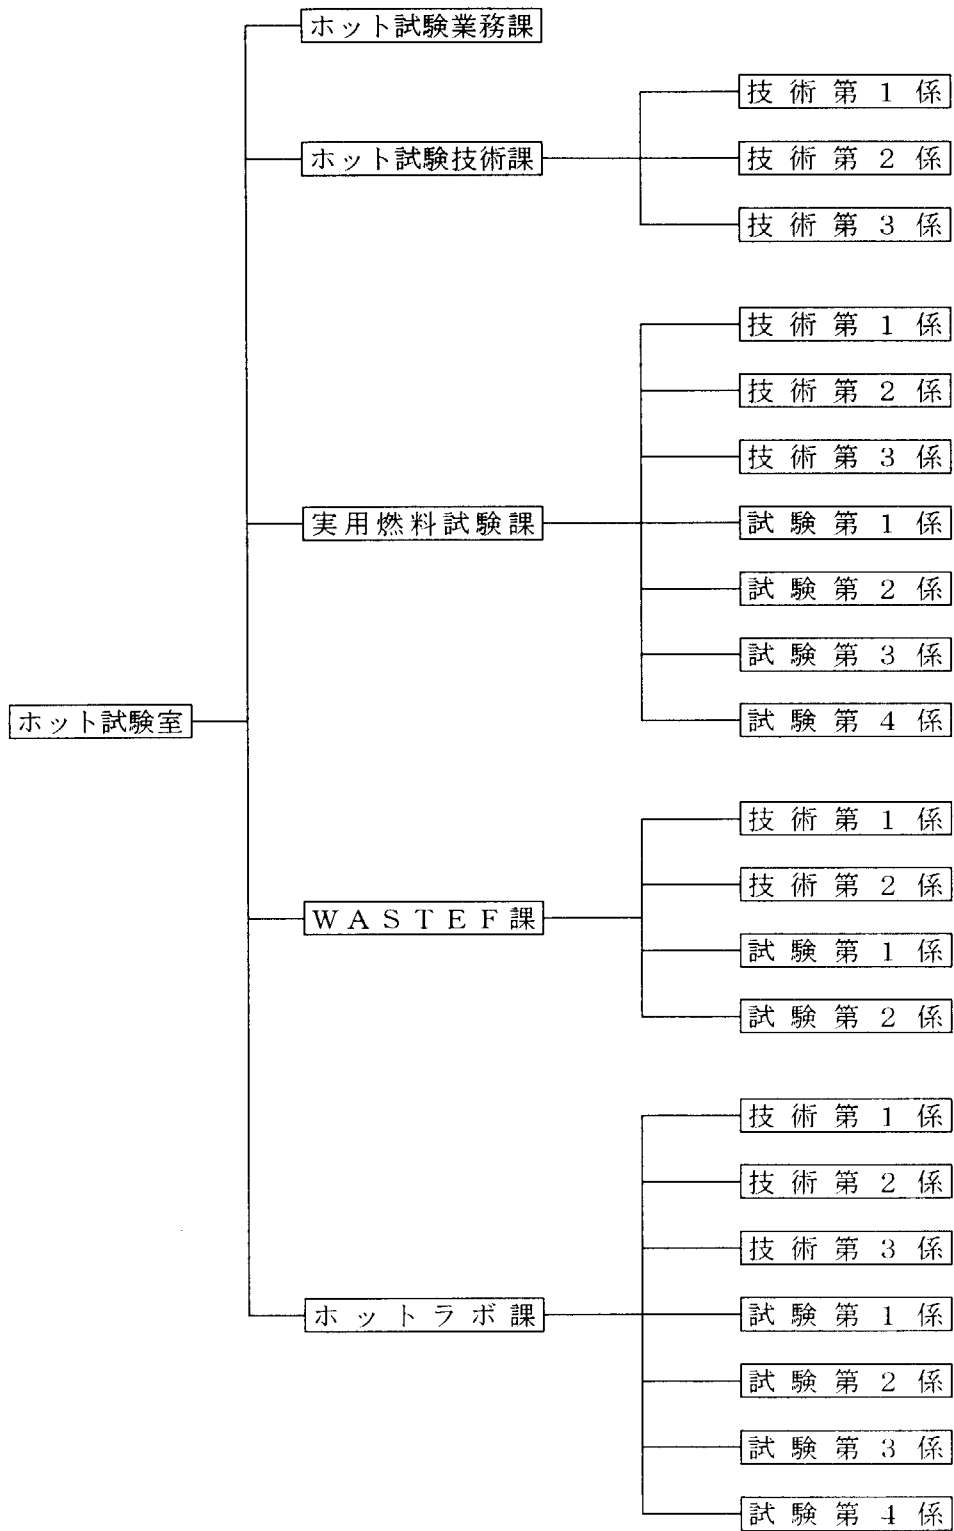 ホット試験室
ホット試験業務課
ホット試験技術課
技術第1係
技術第2係
技術第3係
実用燃料試験課
技術第1係
技術第2係
技術第3係
試験第1係
試験第2係
試験第3係
試験第4係
WASTEF課
技術第1係
技術第2係
試験第1係
試験第2係
ホットラボ課
技術第1係
技術第2係
技術第3係
試験第1係
試験第2係
試験第3係
試験第4係